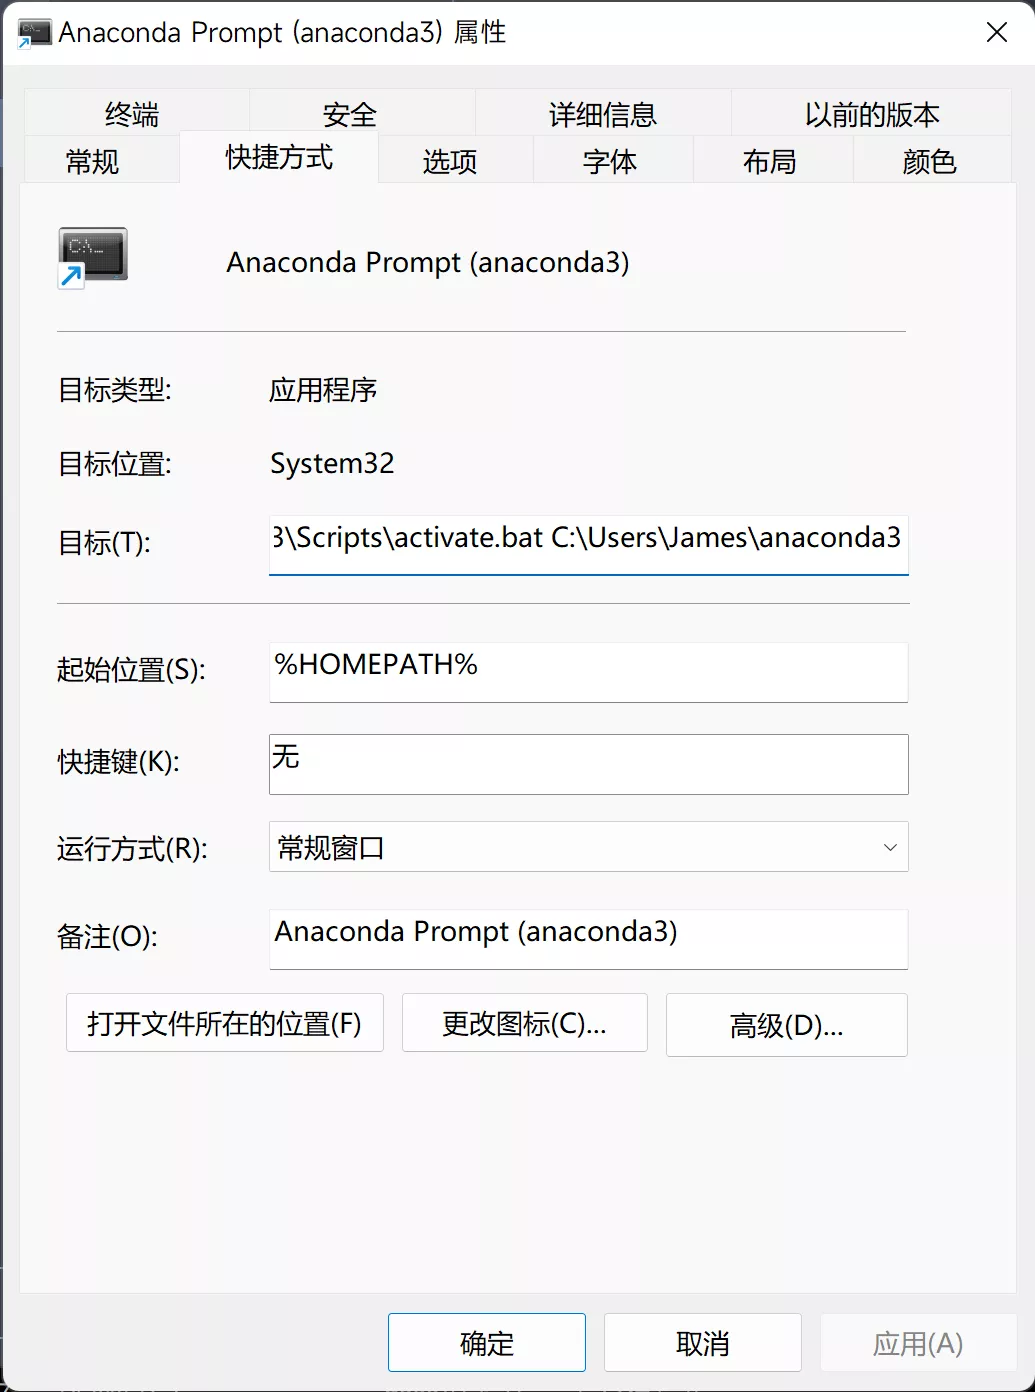 Anaconda Prompt (anaconda3) 属性
终端 安全 详细信息 以前的版本
常规 快捷方式 选项 字体 布局 颜色
C:\_
Anaconda Prompt (anaconda3)
目标类型: 应用程序
目标位置: System32
目标(T): 3\Scripts\activate.bat C:\Users\James\anaconda3
起始位置(S): %HOMEPATH%
快捷键(K): 无
运行方式(R): 常规窗口
备注(O): Anaconda Prompt (anaconda3)
打开文件所在的位置(F) 更改图标(C)... 高级(D)...
确定 取消 应用(A)